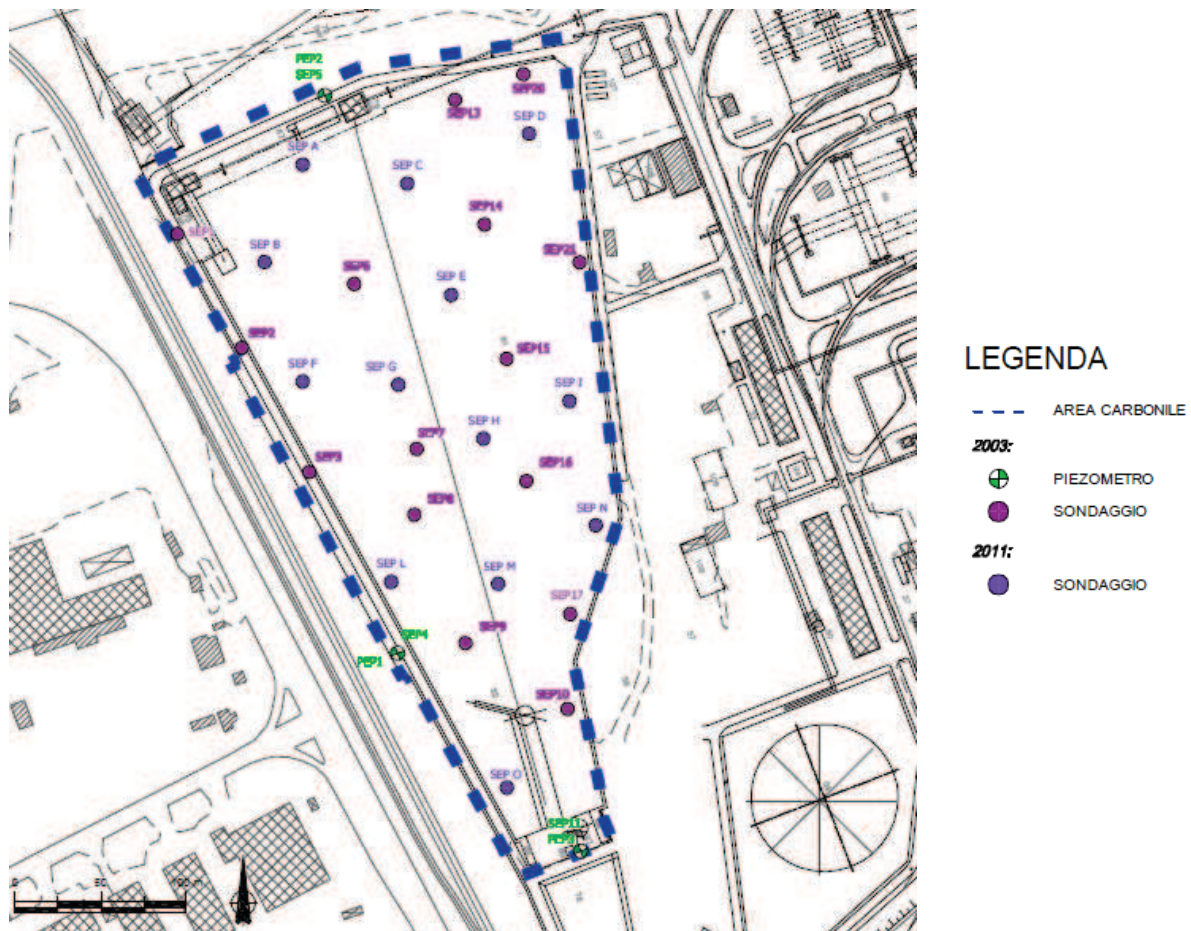 PEP2
SEP5
SEP20
SEP13
SEP D
SEP A
SEP C
SEP14
SEP B
SEP21
SEP E
SEP2
SEP15
SEP F
SEP G
SEP I
SEP H
SEP7
SEP3
SEP16
SEP8
SEP N
SEP L
SEP M
SEP17
SEP4
SEP9
PEP1
SEP10
SEP O
SEP11
PEP3
LEGENDA
AREA CARBONILE
2003:
PIEZOMETRO
SONDAGGIO
2011:
SONDAGGIO